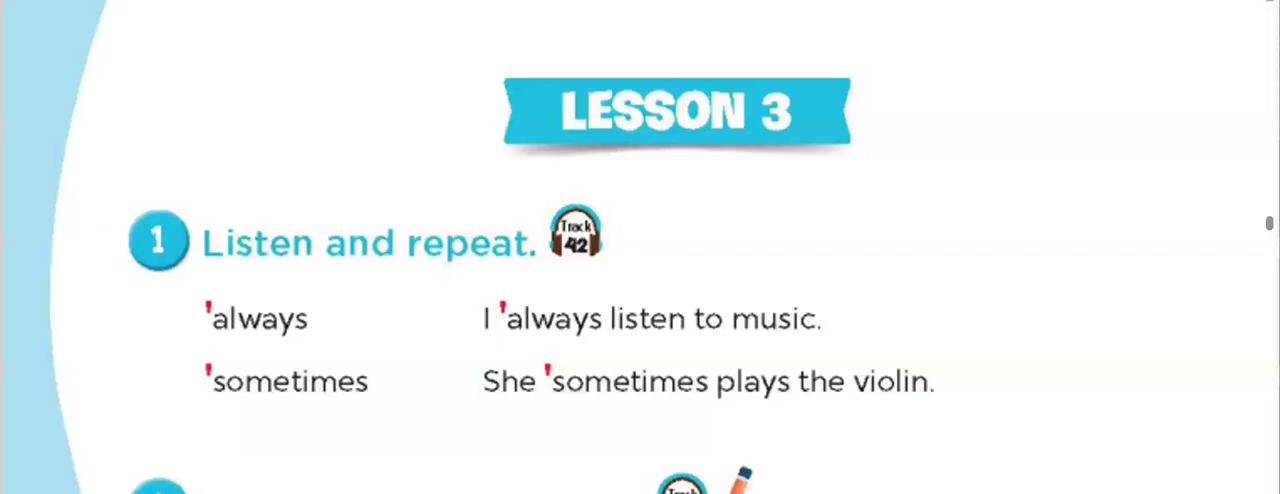 LESSON 3
1 Listen and repeat. Track 42
'always I 'always listen to music.
'sometimes She 'sometimes plays the violin.